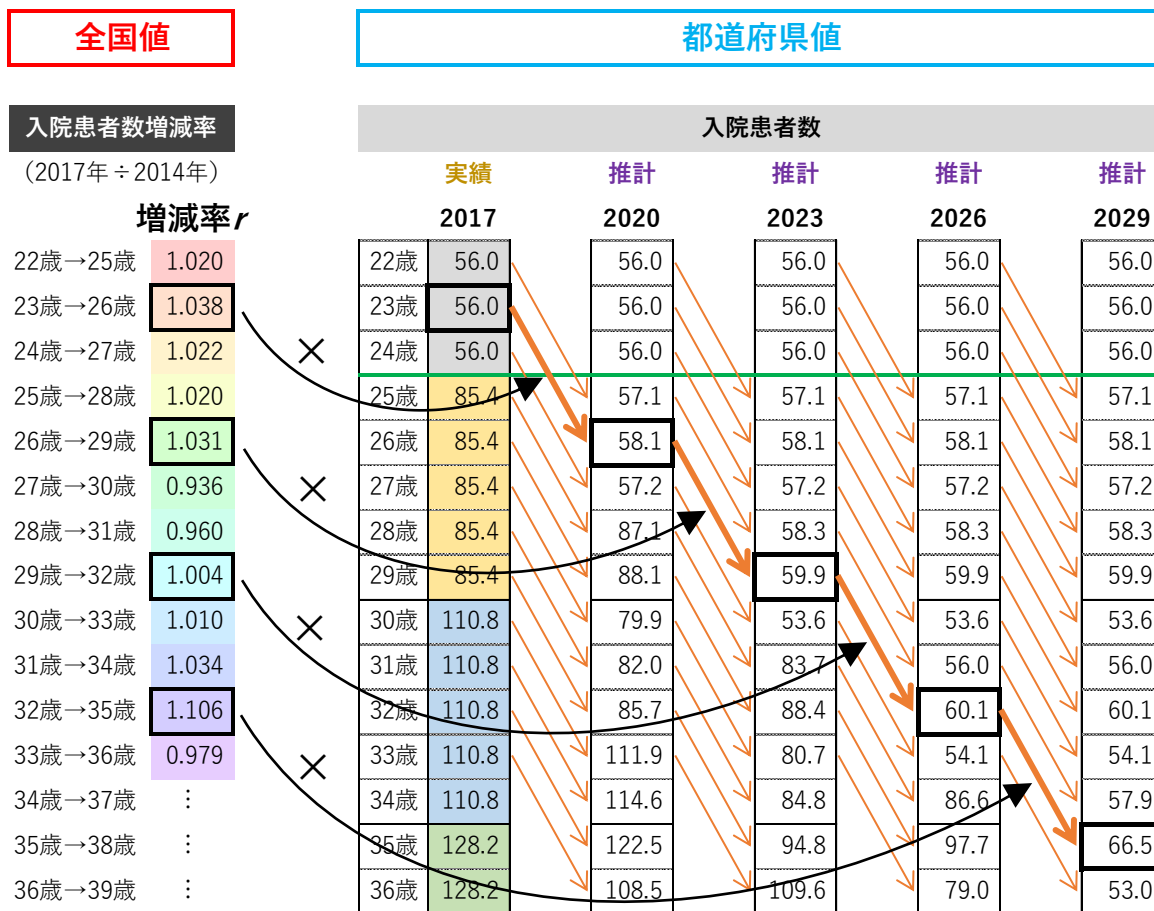 全国値 都道府県値
入院患者数増減率 入院患者数
（2017年÷2014年） 実績 推計 推計 推計 推計
増減率r 2017 2020 2023 2026 2029
22歳→25歳 1.020 22歳 56.0 56.0 56.0 56.0 56.0
23歳→26歳 1.038 23歳 56.0 56.0 56.0 56.0 56.0
24歳→27歳 1.022 × 24歳 56.0 56.0 56.0 56.0 56.0
25歳→28歳 1.020 25歳 85.4 57.1 57.1 57.1 57.1
26歳→29歳 1.031 26歳 85.4 58.1 58.1 58.1 58.1
27歳→30歳 0.936 × 27歳 85.4 57.2 57.2 57.2 57.2
28歳→31歳 0.960 28歳 85.4 87.1 58.3 58.3 58.3
29歳→32歳 1.004 29歳 85.4 88.1 59.9 59.9 59.9
30歳→33歳 1.010 × 30歳 110.8 79.9 53.6 53.6 53.6
31歳→34歳 1.034 31歳 110.8 82.0 83.7 56.0 56.0
32歳→35歳 1.106 32歳 110.8 85.7 88.4 60.1 60.1
33歳→36歳 0.979 × 33歳 110.8 111.9 80.7 54.1 54.1
34歳→37歳 ： 34歳 110.8 114.6 84.8 86.6 57.9
35歳→38歳 ： 35歳 128.2 122.5 94.8 97.7 66.5
36歳→39歳 ： 36歳 128.2 108.5 109.6 79.0 53.0